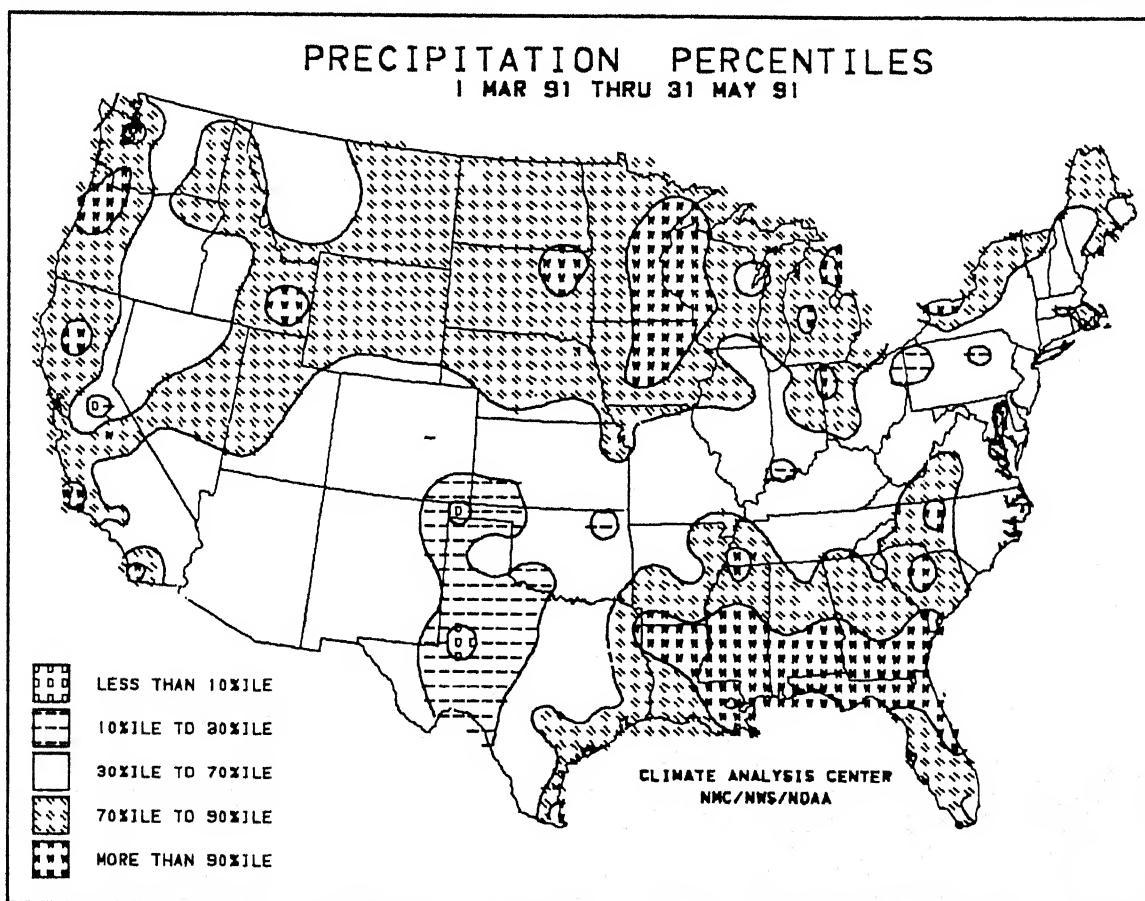 PRECIPITATION PERCENTILES
1 MAR 91 THRU 31 MAY 91
LESS THAN 10%ILE
10%ILE TO 30%ILE
30%ILE TO 70%ILE
70%ILE TO 90%ILE
MORE THAN 90%ILE
CLIMATE ANALYSIS CENTER
NMC/NWS/NOAA